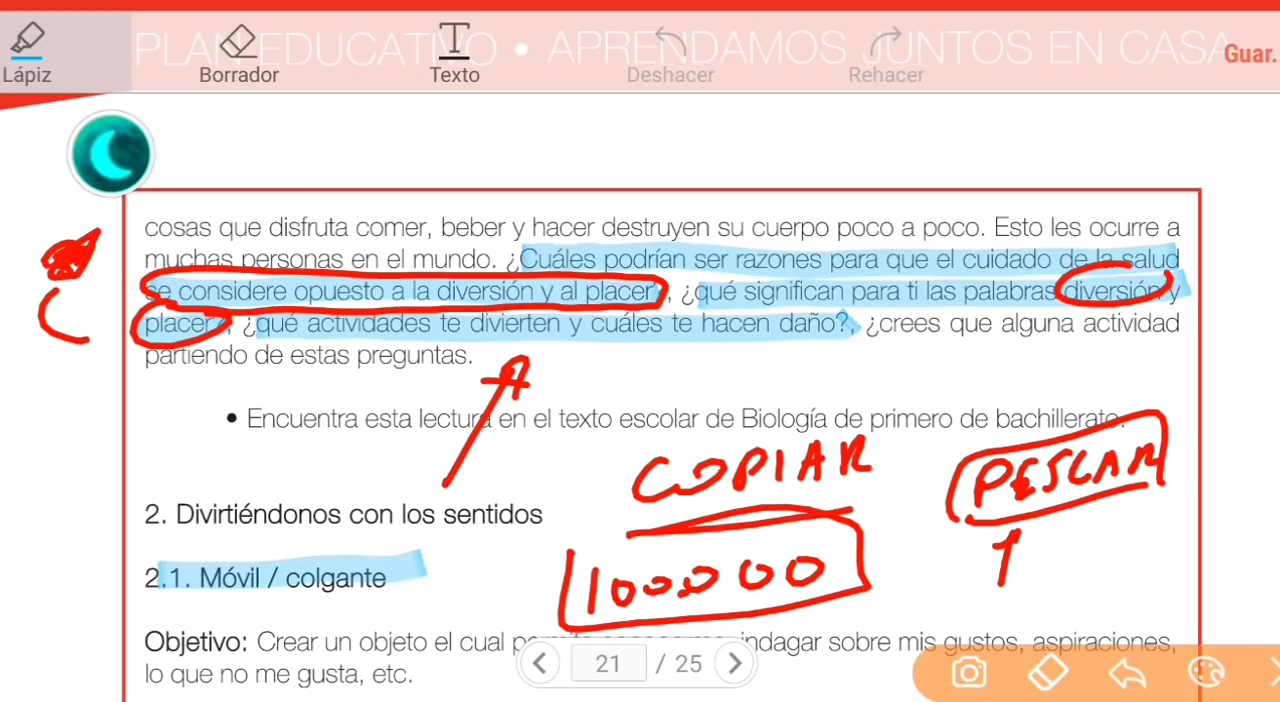 PLAN EDUCATIVO • APRENDAMOS JUNTOS EN CASA
Lápiz
Borrador
Texto
Deshacer
Rehacer
Guar.
cosas que disfruta comer, beber y hacer destruyen su cuerpo poco a poco. Esto les ocurre a
muchas personas en el mundo. ¿Cuáles podrían ser razones para que el cuidado de la salud
se considere opuesto a la diversión y al placer?, ¿qué significan para ti las palabras diversión y
placer?, ¿qué actividades te divierten y cuáles te hacen daño?, ¿crees que alguna actividad
partiendo de estas preguntas.
• Encuentra esta lectura en el texto escolar de Biología de primero de bachillerato.
COPIAR
PESCAR
2. Divirtiéndonos con los sentidos
100.000
2.1. Móvil / colgante
Objetivo: Crear un objeto el cual indagar sobre mis gustos, aspiraciones,
lo que no me gusta, etc.
21 / 25